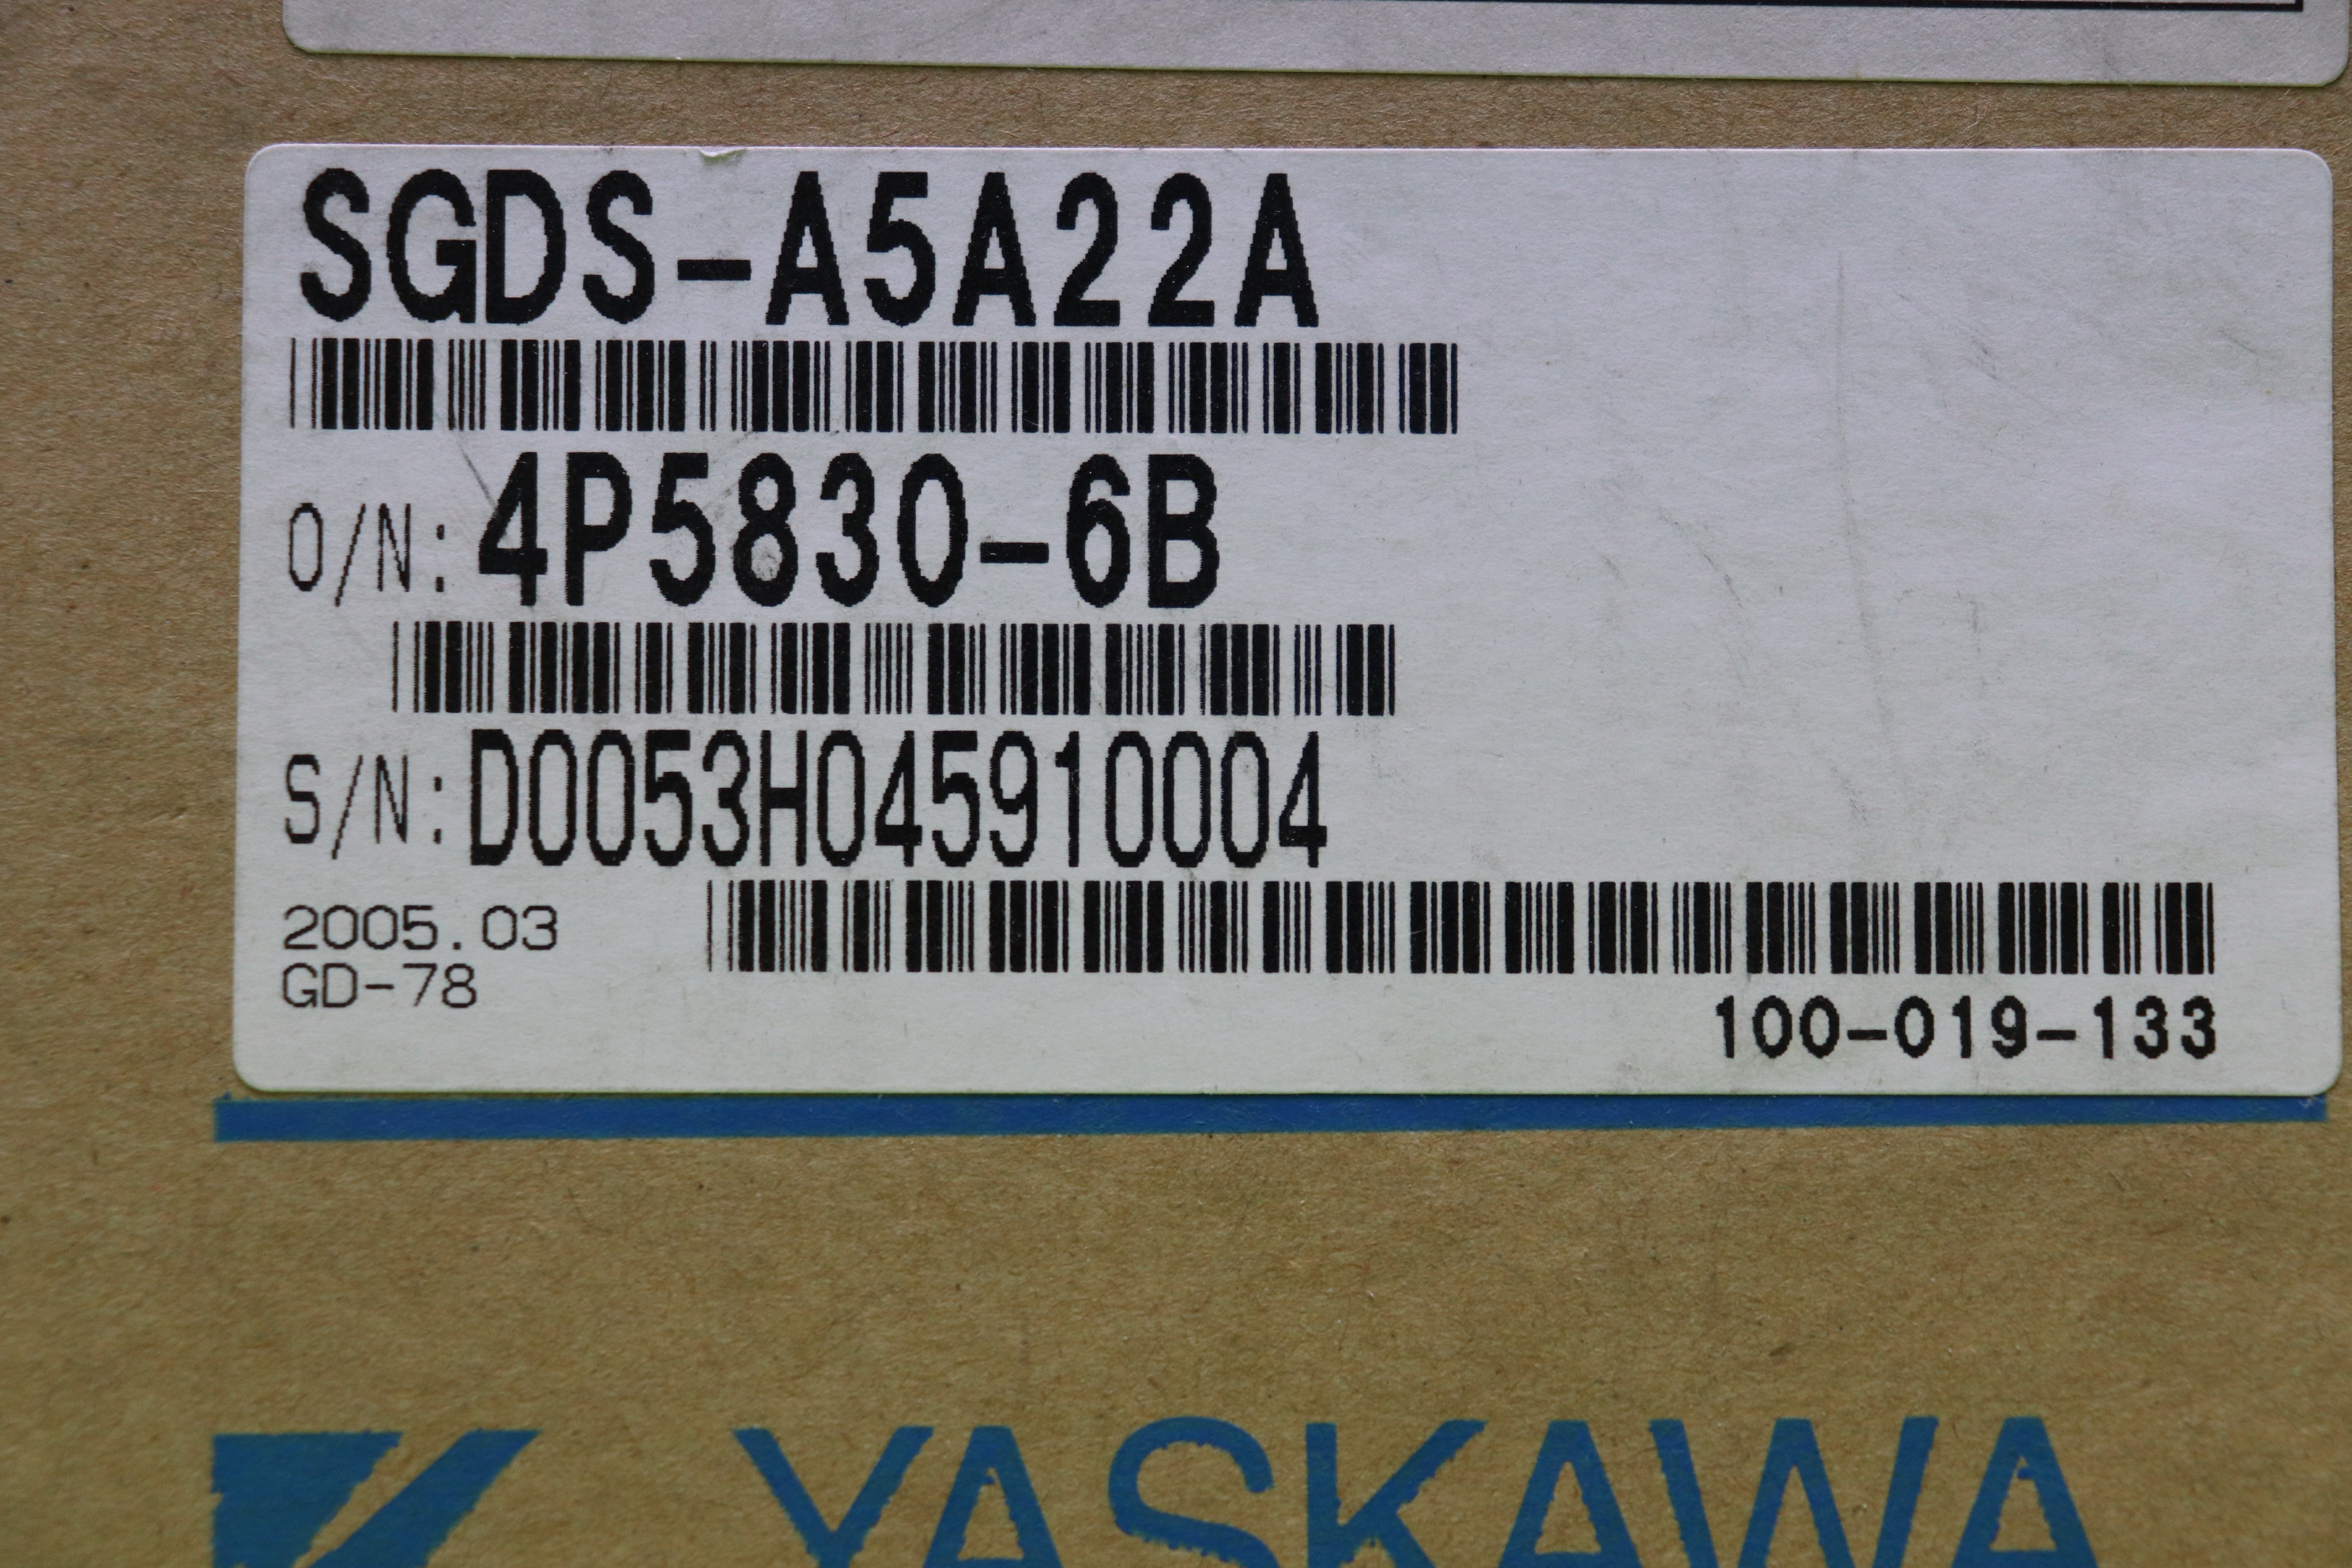 SGDS-A5A22A
O/N: 4P5830-6B
S/N: D0053H045910004
2005.03
GD-78
100-019-133
YASKAWA